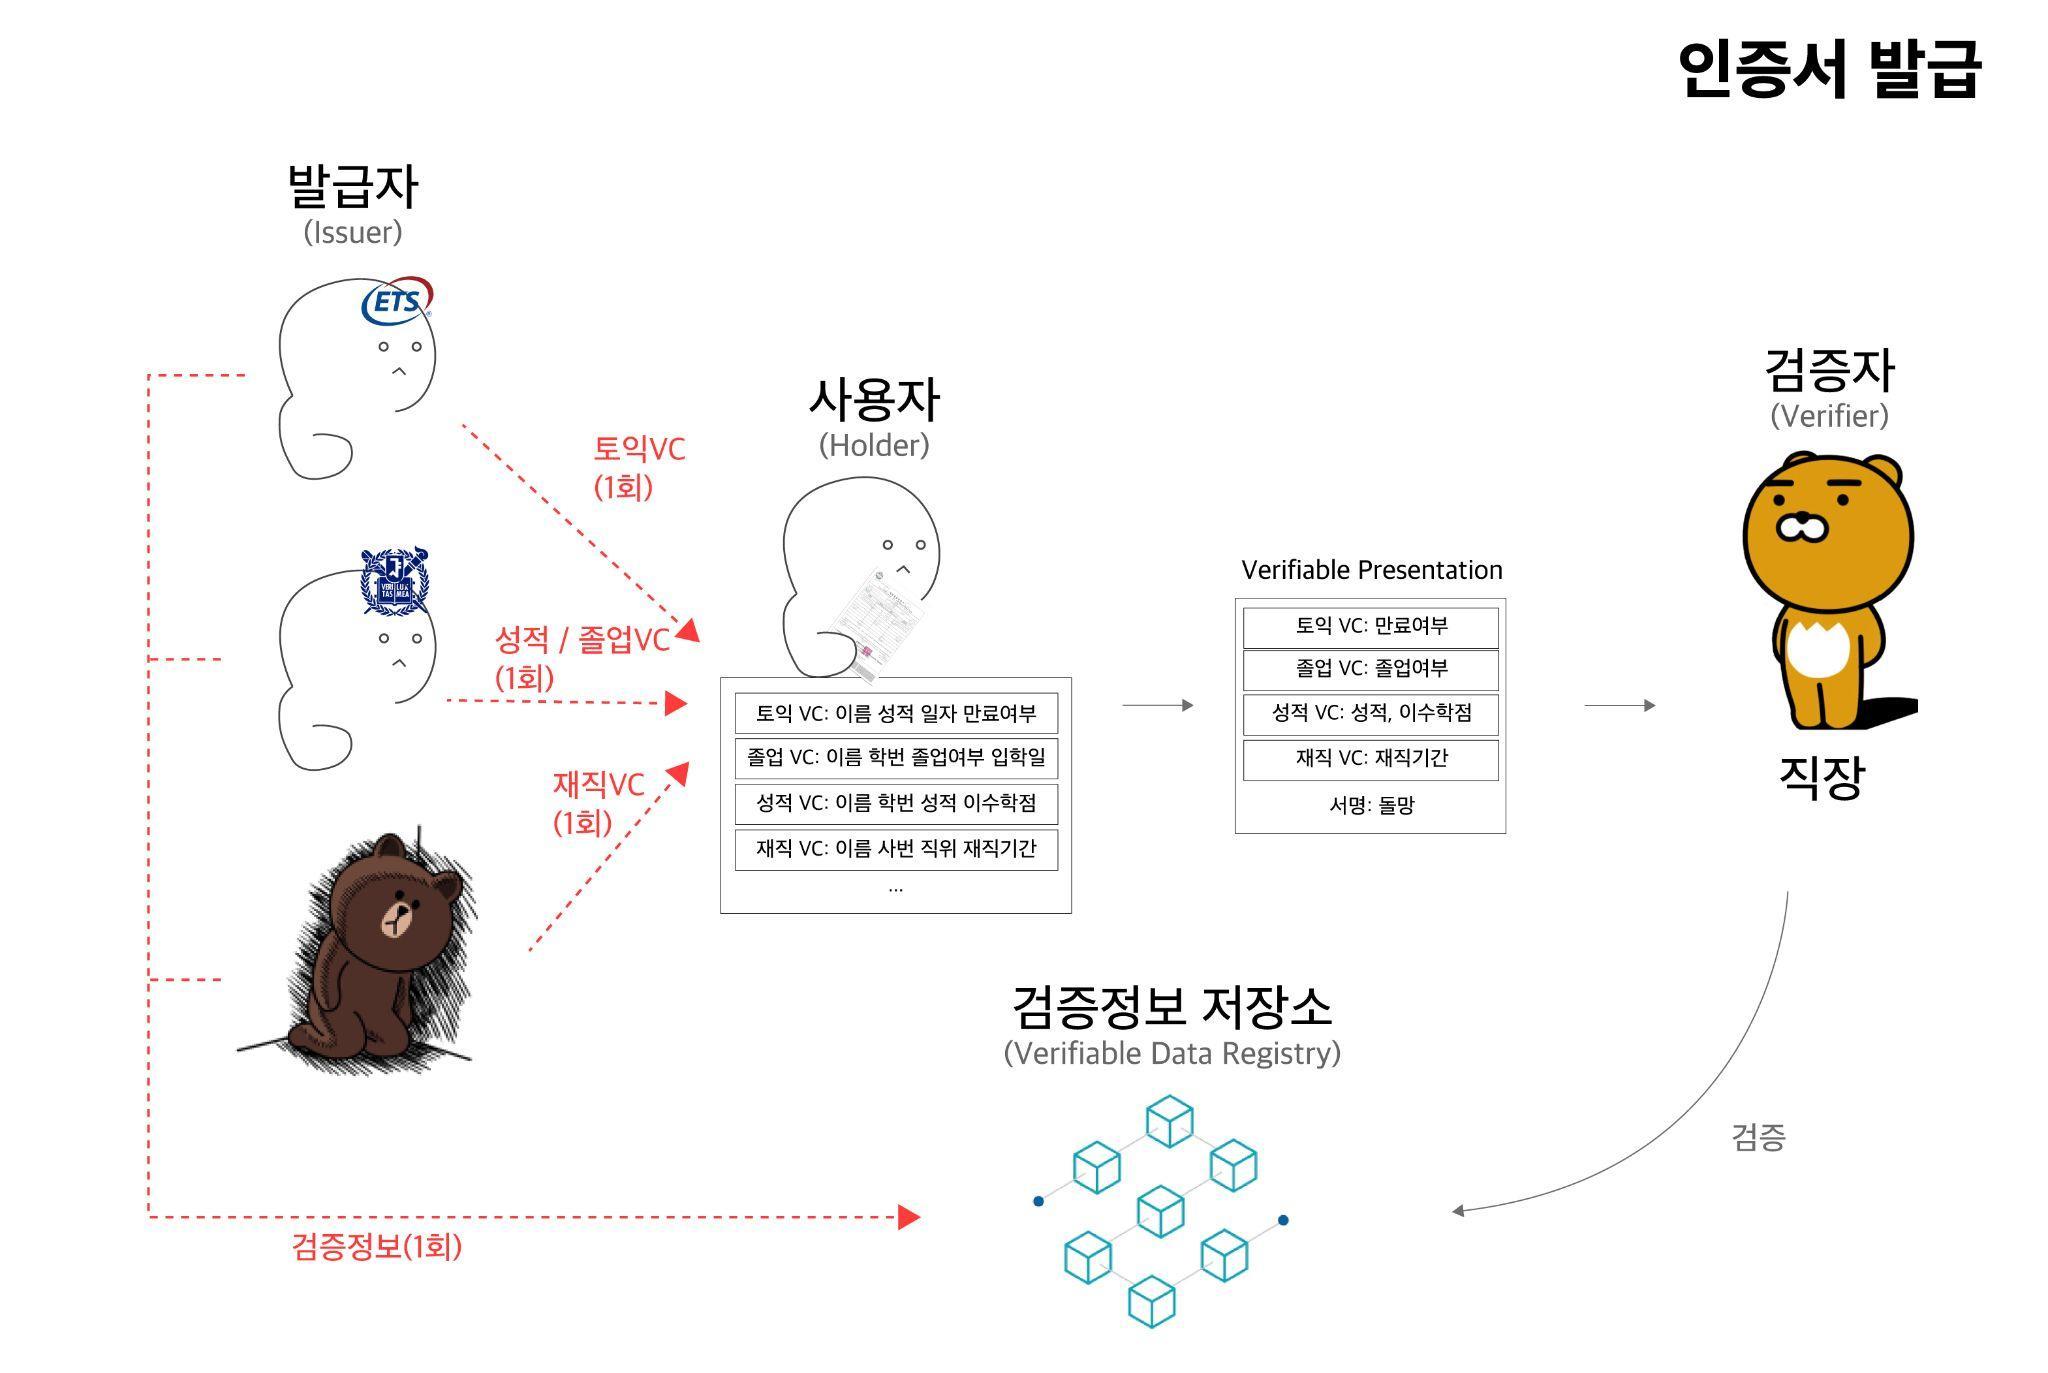 인증서 발급
발급자
(Issuer)
ETS
토익VC
(1회)
성적 / 졸업VC
(1회)
재직VC
(1회)
사용자
(Holder)
토익 VC: 이름 성적 일자 만료여부
졸업 VC: 이름 학번 졸업여부 입학일
성적 VC: 이름 학번 성적 이수학점
재직 VC: 이름 사번 직위 재직기간
...
Verifiable Presentation
토익 VC: 만료여부
졸업 VC: 졸업여부
성적 VC: 성적, 이수학점
재직 VC: 재직기간
서명: 돌망
검증자
(Verifier)
직장
검증정보 저장소
(Verifiable Data Registry)
검증
검증정보(1회)